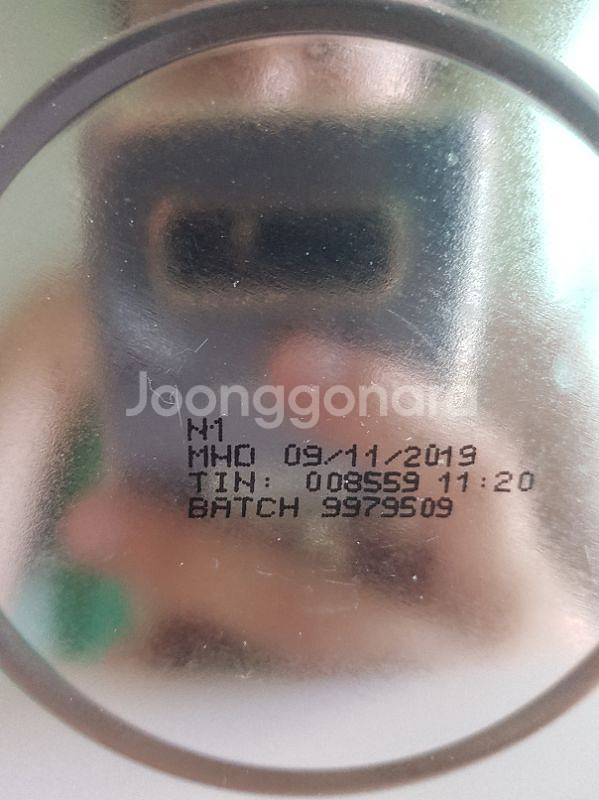 Joonggonara
N1
MHD 09/11/2019
TIN: 008559 11:20
BATCH 9979509